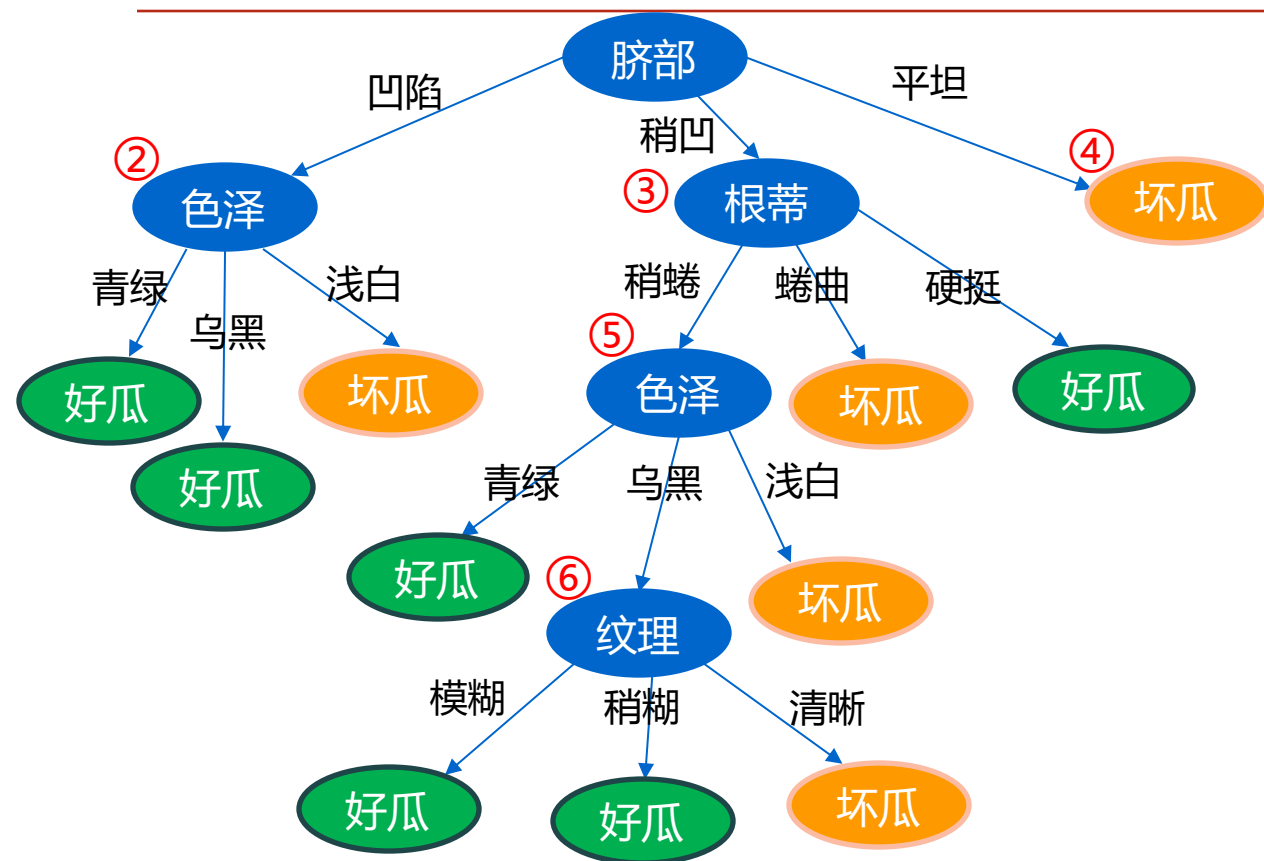 脐部
凹陷
稍凹
平坦
②
色泽
③
根蒂
④
坏瓜
青绿
乌黑
浅白
稍蜷
蜷曲
硬挺
好瓜
好瓜
坏瓜
⑤
色泽
坏瓜
好瓜
青绿
乌黑
浅白
好瓜
⑥
纹理
坏瓜
模糊
稍糊
清晰
好瓜
好瓜
坏瓜